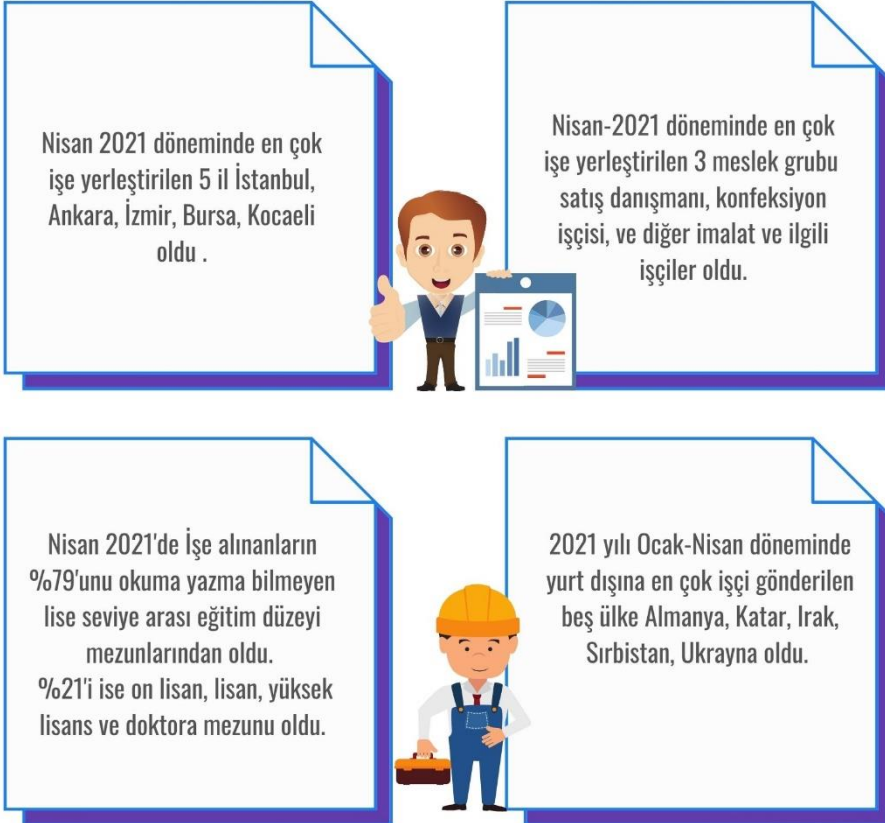 Nisan 2021 döneminde en çok
işe yerleştirilen 5 il İstanbul,
Ankara, İzmir, Bursa, Kocaeli
oldu .
Nisan-2021 döneminde en çok
işe yerleştirilen 3 meslek grubu
satış danışmanı, konfeksiyon
işçisi, ve diğer imalat ve ilgili
işçiler oldu.
Nisan 2021'de İşe alınanların
%79'unu okuma yazma bilmeyen
lise seviye arası eğitim düzeyi
mezunlarından oldu.
%21'i ise on lisan, lisan, yüksek
lisans ve doktora mezunu oldu.
2021 yılı Ocak-Nisan döneminde
yurt dışına en çok işçi gönderilen
beş ülke Almanya, Katar, Irak,
Sırbistan, Ukrayna oldu.